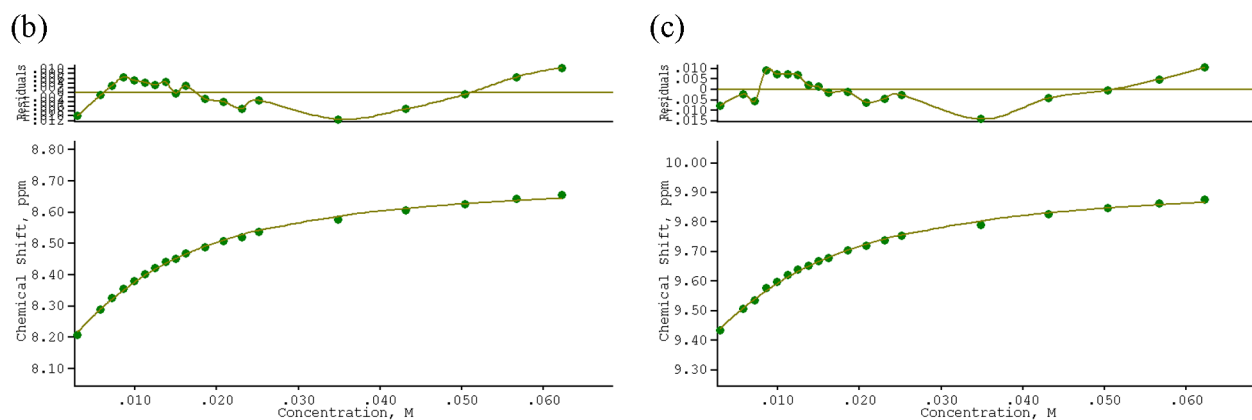 (b)
Residuals
.010
.012
8.80
8.70
8.60
8.50
8.40
8.30
8.20
8.10
Chemical Shift, ppm
.010 .020 .030 .040 .050 .060
Concentration, M
(c)
Residuals
.010
.005
0
.005
.010
.015
10.00
9.90
9.80
9.70
9.60
9.50
9.40
9.30
Chemical Shift, ppm
.010 .020 .030 .040 .050 .060
Concentration, M